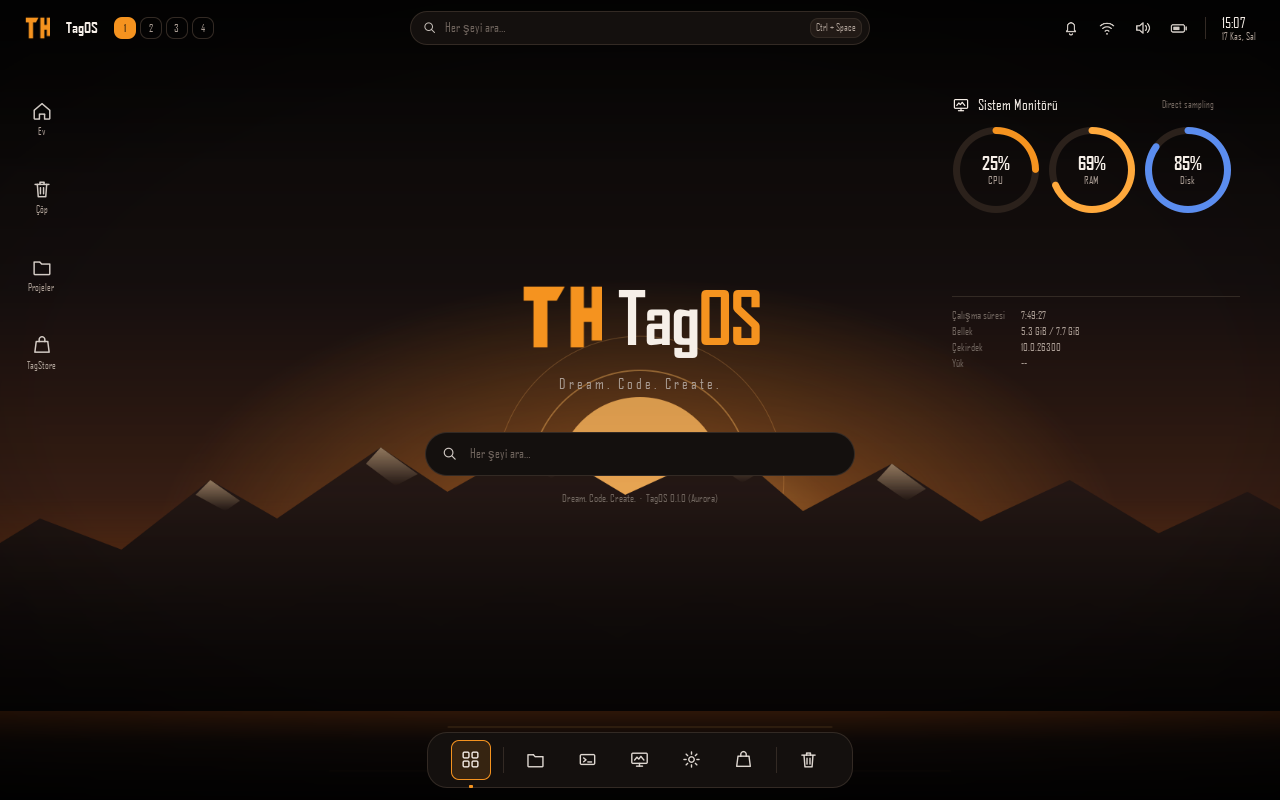 TH TagOS 1 2 3 4
Her şeyi ara... Ctrl + Space
15:07
17 Kas, Sal
Ev
Çöp
Projeler
TagStore
Sistem Monitörü Direct sampling
25% 69% 85%
CPU RAM Disk
Çalışma süresi 7:49:27
Bellek 5.3 GiB / 7.7 GiB
Çekirdek 10.0.26300
Yük --
TH TagOS
Dream. Code. Create.
Her şeyi ara...
Dream. Code. Create. · TagOS 0.1.0 (Aurora)